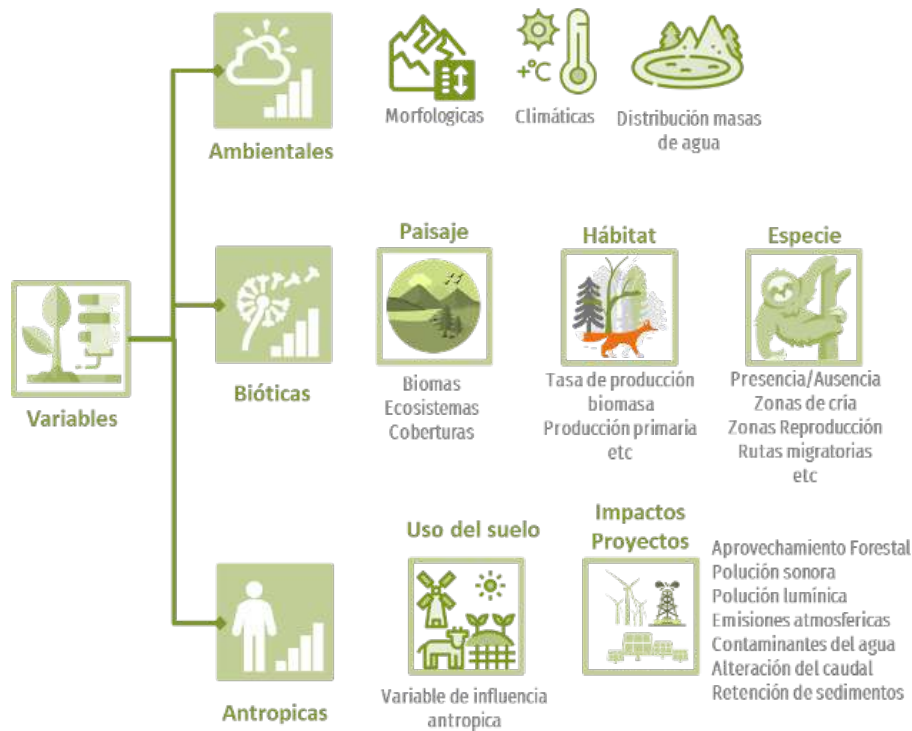 Ambientales
Morfologicas
Climáticas
+°C
Distribución masas
de agua
Variables
Bióticas
Paisaje
Biomas
Ecosistemas
Coberturas
Hábitat
Tasa de producción
biomasa
Producción primaria
etc
Especie
Presencia/Ausencia
Zonas de cría
Zonas Reproducción
Rutas migratorias
etc
Antropicas
Uso del suelo
Variable de influencia
antropica
Impactos
Proyectos
Aprovechamiento Forestal
Polución sonora
Polución lumínica
Emisiones atmosfericas
Contaminantes del agua
Alteración del caudal
Retención de sedimentos